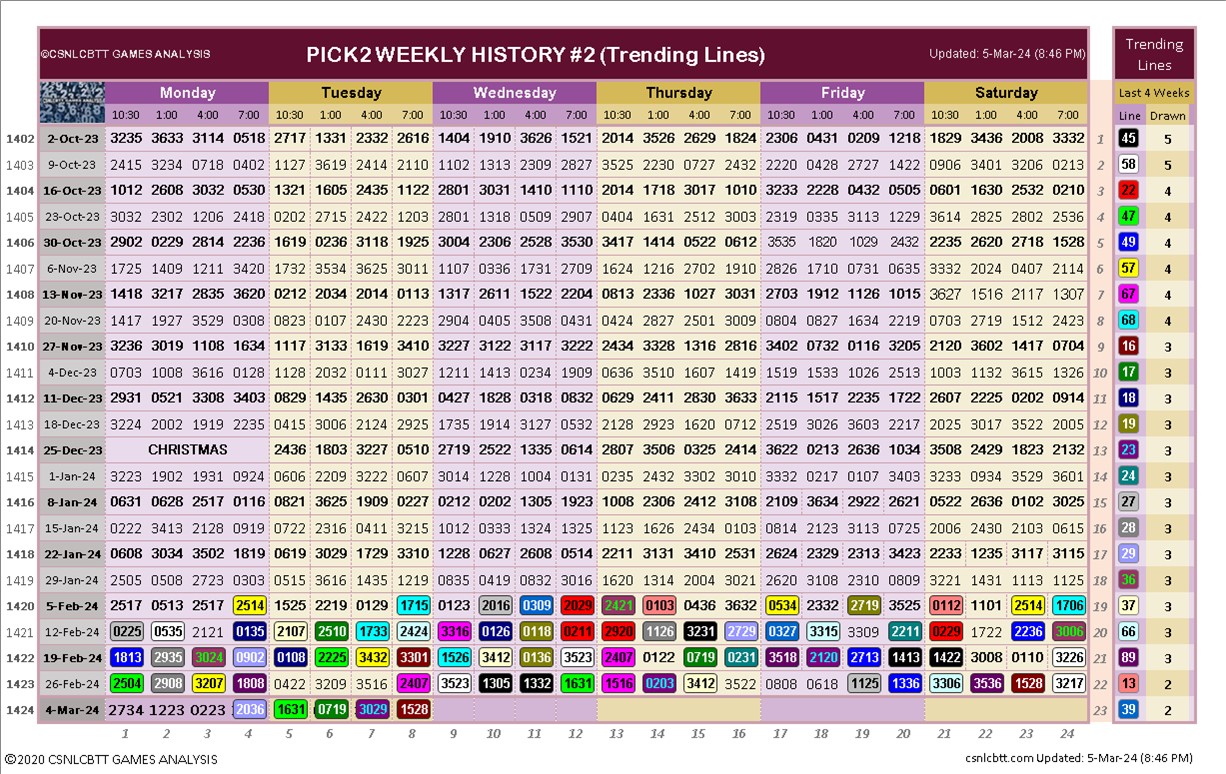 ©CSNLCBTT GAMES ANALYSIS PICK2 WEEKLY HISTORY #2 (Trending Lines) Updated: 5-Mar-24 (8:46 PM) Trending Lines
Monday Tuesday Wednesday Thursday Friday Saturday Last 4 Weeks
10:30 1:00 4:00 7:00 10:30 1:00 4:00 7:00 10:30 1:00 4:00 7:00 10:30 1:00 4:00 7:00 10:30 1:00 4:00 7:00 10:30 1:00 4:00 7:00 Line Drawn
1402 2-Oct-23 3235 3633 3114 0518 2717 1331 2332 2616 1404 1910 3626 1521 2014 3526 2629 1824 2306 0431 0209 1218 1829 3436 2008 3332 1 45 5
1403 9-Oct-23 2415 3234 0718 0402 1127 3619 2414 2110 1102 1313 2309 2827 3525 2230 0727 2432 2220 0428 2727 1422 0906 3401 3206 0213 2 58 5
1404 16-Oct-23 1012 2608 3032 0530 1321 1605 2435 1122 2801 3031 1410 1110 2014 1718 3017 1010 3233 2228 0432 0505 0601 1630 2532 0210 3 22 4
1405 23-Oct-23 3032 2302 1206 2418 0202 2715 2422 1203 2801 1318 0509 2907 0404 1631 2512 3003 2319 0335 3113 1229 3614 2825 2802 2536 4 47 4
1406 30-Oct-23 2902 0229 2814 2236 1619 0236 3118 1925 3004 2306 2528 3530 3417 1414 0522 0612 3535 1820 1029 2432 2235 2620 2718 1528 5 49 4
1407 6-Nov-23 1725 1409 1211 3420 1732 3534 3625 3011 1107 0336 1731 2709 1624 1216 2702 1910 2826 1710 0731 0635 3332 2024 0407 2114 6 57 4
1408 13-Nov-23 1418 3217 2835 3620 0212 2034 2014 0113 1317 2611 1522 2204 0813 2336 1027 3031 2703 1912 1126 1015 3627 1516 2117 1307 7 67 4
1409 20-Nov-23 1417 1927 3529 0308 0823 0107 2430 2223 2904 0405 3508 0431 0424 2827 2501 3009 0804 0827 1634 2219 0703 2719 1512 2423 8 68 4
1410 27-Nov-23 3236 3019 1108 1634 1117 3133 1619 3410 3227 3122 3117 3222 2434 3328 1316 2816 3402 0732 0116 3205 2120 3602 1417 0704 9 16 3
1411 4-Dec-23 0703 1008 3616 0128 1128 2032 0111 3027 1211 1413 0234 1909 0636 3510 1607 1419 1519 1533 1026 2513 1003 1132 3615 1326 10 17 3
1412 11-Dec-23 2931 0521 3308 3403 0829 1435 2630 0301 0427 1828 0318 0832 0629 2411 2830 3633 2115 1517 2235 1722 2607 2225 0202 0914 11 18 3
1413 18-Dec-23 3224 2002 1919 2235 0415 3006 2124 2925 1735 1914 3127 0532 2128 2923 1620 0712 2519 3026 3603 2217 2025 3017 3522 2005 12 19 3
1414 25-Dec-23 CHRISTMAS 2436 1803 3227 0510 2713 2522 1335 0614 2807 3506 0325 2414 3622 0213 2636 1034 3508 2429 1823 2132 13 23 3
1415 1-Jan-24 3223 1902 1931 0924 0606 2209 3222 0607 3014 1228 1004 0131 0235 2432 3302 3010 3332 0217 0107 3403 3233 0934 3529 3601 14 24 3
1416 8-Jan-24 0631 0628 2517 0116 0821 3625 1909 0227 0212 0202 1305 1923 1008 2306 2412 3108 2109 3634 2922 2621 0522 2636 0102 3025 15 27 3
1417 15-Jan-24 0222 3413 2128 0919 0722 2316 0411 3215 1012 0333 1324 1325 1123 1626 2434 0103 0814 2123 3113 0725 2006 2430 2103 0615 16 28 3
1418 22-Jan-24 0608 3034 3502 1819 0619 3029 1729 3310 1228 0627 2608 0514 2211 3131 3410 2531 2624 2329 2313 3423 2233 1235 3117 3115 17 29 3
1419 29-Jan-24 2505 0508 2723 0303 0515 3616 1435 1219 0835 0419 0832 3016 1620 1314 2004 3021 2620 3108 2310 0809 3221 1431 1113 1125 18 36 3
1420 5-Feb-24 2517 0513 2517 2514 1525 2219 0129 1715 0123 2016 0309 2029 2421 0103 0436 3632 0534 2332 2719 3525 0112 1101 2514 1706 19 37 3
1421 12-Feb-24 0225 0535 2121 0135 2107 2510 1733 2424 3316 0126 0118 0211 2920 1126 3231 2729 0327 3315 3309 2211 0229 1722 2236 3006 20 66 3
1422 19-Feb-24 1813 2935 3024 0902 0108 2225 3432 3301 1526 3412 0136 3523 2407 0122 0719 0231 3518 2120 2713 1413 1422 3008 0110 3226 21 89 3
1423 26-Feb-24 2504 2908 3207 1808 0422 3209 3516 2407 3523 1305 1332 1631 1516 0203 3412 3522 0808 0618 1125 1336 3306 3536 1528 3217 22 13 2
1424 4-Mar-24 2734 1223 0223 2036 1631 0719 3029 1528 23 39 2
1 2 3 4 5 6 7 8 9 10 11 12 13 14 15 16 17 18 19 20 21 22 23 24
©2020 CSNLCBTT GAMES ANALYSIS csnlcbtt.com Updated: 5-Mar-24 (8:46 PM)